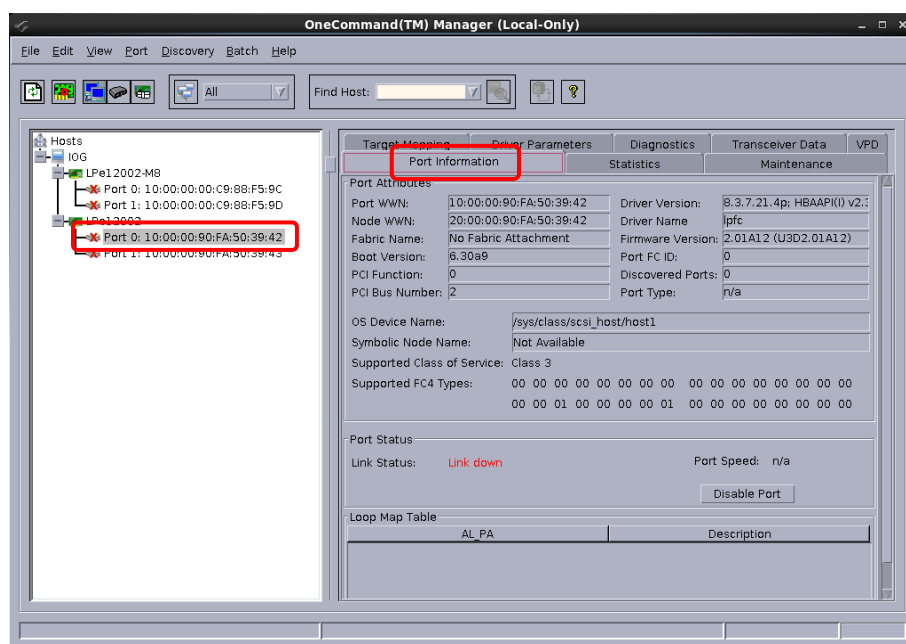 OneCommand(TM) Manager (Local-Only)
File Edit View Port Discovery Batch Help
All
Find Host:
Hosts
IOG
LPe12002-M8
Port 0: 10:00:00:00:C9:88:F5:9C
Port 1: 10:00:00:00:C9:88:F5:9D
LPe12002
Port 0: 10:00:00:90:FA:50:39:42
Port 1: 10:00:00:90:FA:50:39:43
Target Mapping Driver Parameters Diagnostics Transceiver Data VPD
Port Information Statistics Maintenance
Port Attributes
Port WWN: 10:00:00:90:FA:50:39:42 Driver Version: 8.3.7.21.4p; HBAAPI(I) v2.3
Node WWN: 20:00:00:90:FA:50:39:42 Driver Name lpfc
Fabric Name: No Fabric Attachment Firmware Version: 2.01A12 (U3D2.01A12)
Boot Version: 6.30a9 Port FC ID: 0
PCI Function: 0 Discovered Ports: 0
PCI Bus Number: 2 Port Type: n/a
OS Device Name: /sys/class/scsi_host/host1
Symbolic Node Name: Not Available
Supported Class of Service: Class 3
Supported FC4 Types: 00 00 00 00 00 00 00 00 00 00 00 00 00 00 00 00
00 00 01 00 00 00 00 01 00 00 00 00 00 00 00 00
Port Status
Link Status: Link down Port Speed: n/a
Disable Port
Loop Map Table
AL_PA Description